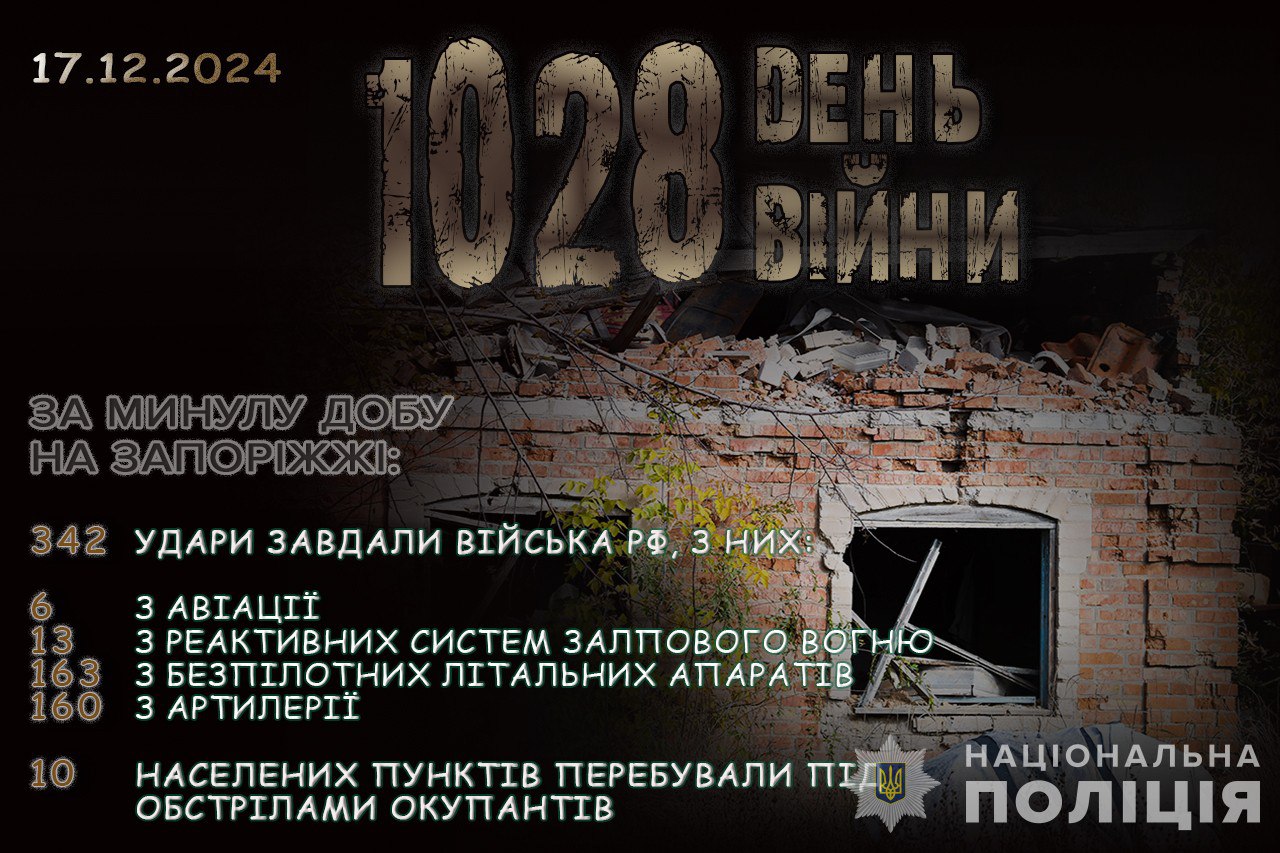 17.12.2024
1028 ДЕНЬ
ВІЙНИ
ЗА МИНУЛУ ДОБУ
НА ЗАПОРІЖЖІ:
342 УДАРИ ЗАВДАЛИ ВІЙСЬКА РФ, З НИХ:
6 З АВІАЦІЇ
13 З РЕАКТИВНИХ СИСТЕМ ЗАЛПОВОГО ВОГНЮ
163 З БЕЗПІЛОТНИХ ЛІТАЛЬНИХ АПАРАТІВ
160 З АРТИЛЕРІЇ
10 НАСЕЛЕНИХ ПУНКТІВ ПЕРЕБУВАЛИ ПІД
ОБСТРІЛАМИ ОКУПАНТІВ
НАЦІОНАЛЬНА
ПОЛІЦІЯ